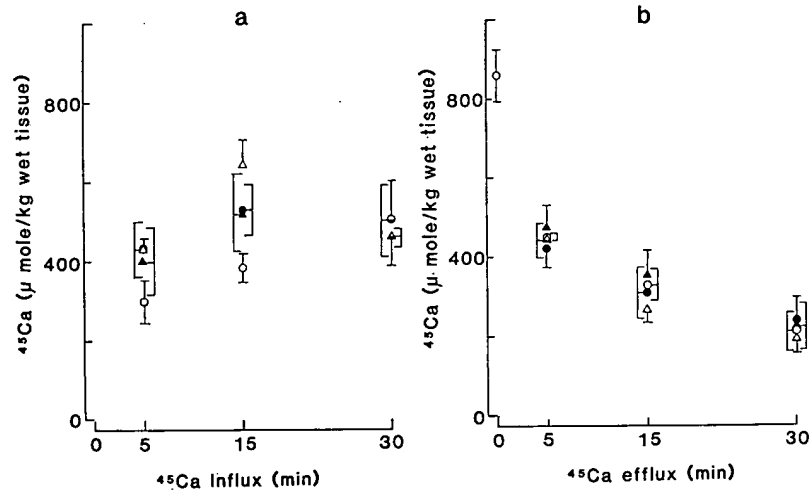 a
b
⁴⁵Ca (µ mole/kg wet tissue)
800
400
0
0 5 15 30
⁴⁵Ca Influx (min)
⁴⁵Ca (µ mole/kg wet tissue)
800
400
0
0 5 15 30
⁴⁵Ca efflux (min)